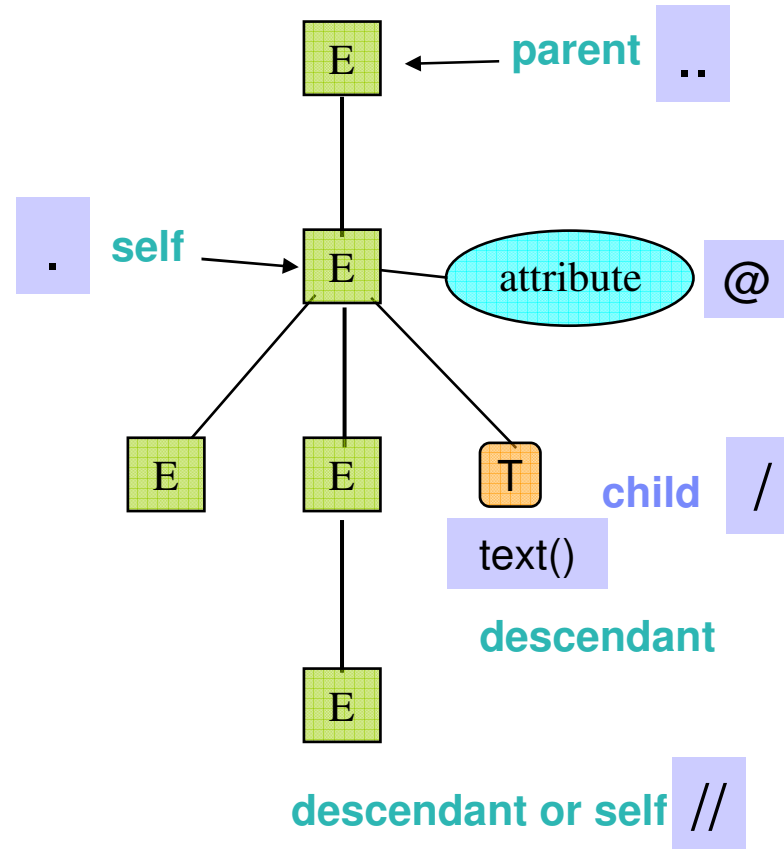 E parent ..
. self E attribute @
E E T child /
text()
descendant
E
descendant or self //